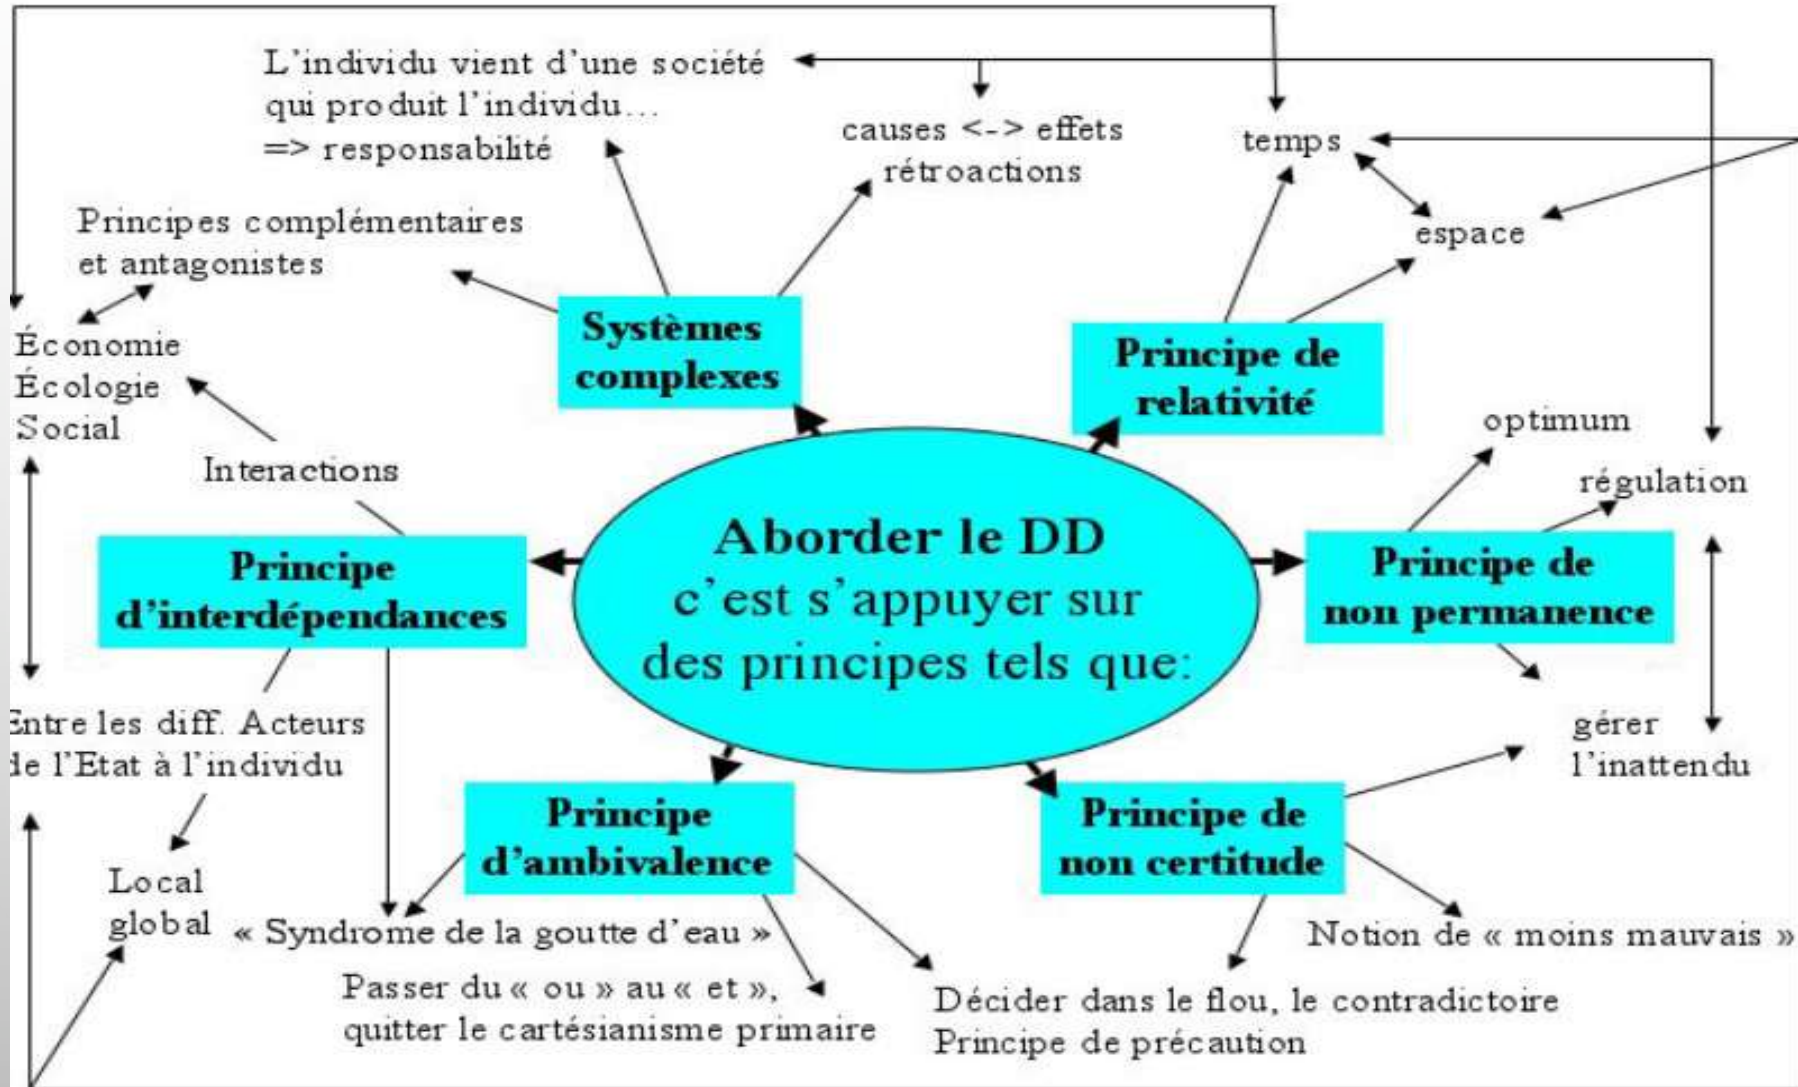 L'individu vient d'une société
qui produit l'individu...
=> responsabilité
causes <-> effets
rétroactions
temps
espace
Principes complémentaires
et antagonistes
Systèmes
complexes
Principe de
relativité
Économie
Écologie
Social
Interactions
optimum
régulation
Aborder le DD
c'est s'appuyer sur
des principes tels que:
Principe
d'interdépendances
Principe de
non permanence
Entre les diff. Acteurs
de l'Etat à l'individu
gérer
l'inattendu
Principe
d'ambivalence
Principe de
non certitude
Local
global
« Syndrome de la goutte d'eau »
Notion de « moins mauvais »
Passer du « ou » au « et »,
quitter le cartésianisme primaire
Décider dans le flou, le contradictoire
Principe de précaution